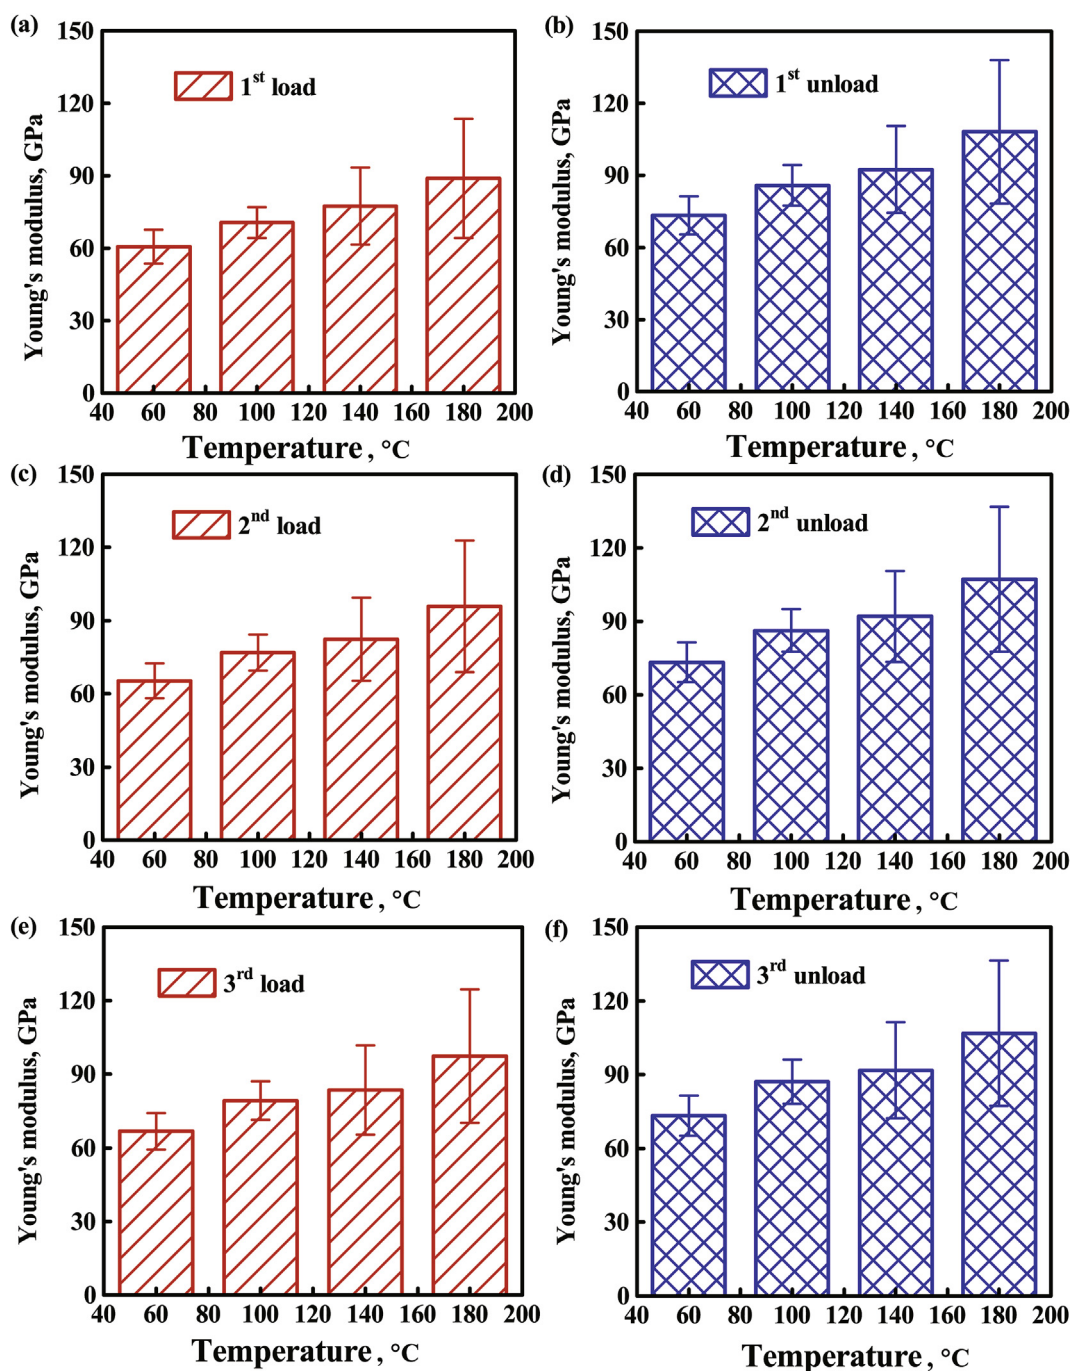 (a)
150
120
90
60
30
0
Young's modulus, GPa
1st load
40 60 80 100 120 140 160 180 200
Temperature , °C
(b)
150
120
90
60
30
0
Young's modulus, GPa
1st unload
40 60 80 100 120 140 160 180 200
Temperature , °C
(c)
150
120
90
60
30
0
Young's modulus, GPa
2nd load
40 60 80 100 120 140 160 180 200
Temperature , °C
(d)
150
120
90
60
30
0
Young's modulus, GPa
2nd unload
40 60 80 100 120 140 160 180 200
Temperature , °C
(e)
150
120
90
60
30
0
Young's modulus, GPa
3rd load
40 60 80 100 120 140 160 180 200
Temperature , °C
(f)
150
120
90
60
30
0
Young's modulus, GPa
3rd unload
40 60 80 100 120 140 160 180 200
Temperature , °C